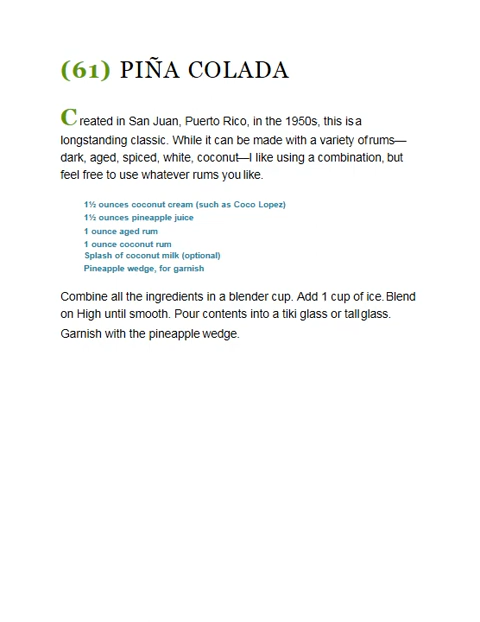 (61) PIÑA COLADA
Created in San Juan, Puerto Rico, in the 1950s, this is a
longstanding classic. While it can be made with a variety of rums—
dark, aged, spiced, white, coconut—I like using a combination, but
feel free to use whatever rums you like.
1½ ounces coconut cream (such as Coco Lopez)
1½ ounces pineapple juice
1 ounce aged rum
1 ounce coconut rum
Splash of coconut milk (optional)
Pineapple wedge, for garnish
Combine all the ingredients in a blender cup. Add 1 cup of ice. Blend
on High until smooth. Pour contents into a tiki glass or tall glass.
Garnish with the pineapple wedge.